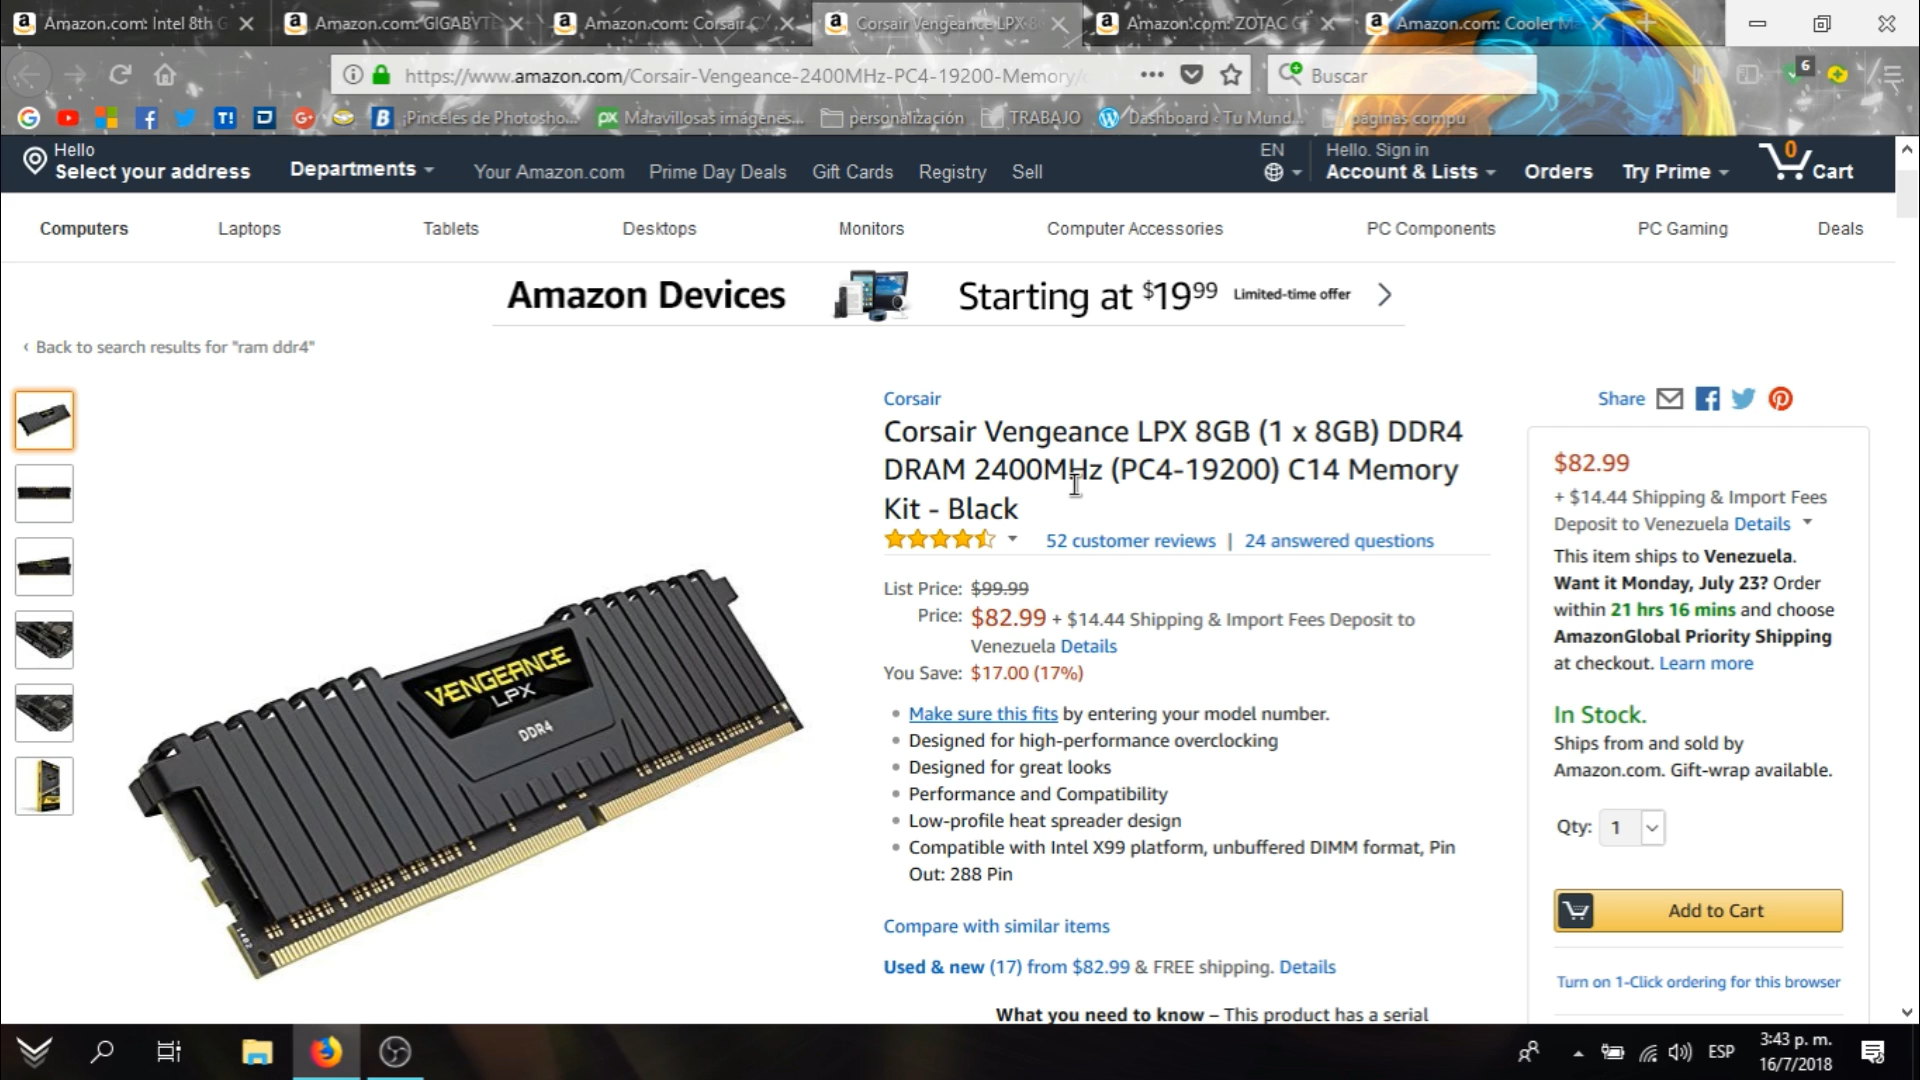 Amazon.com: Intel 8th G
Amazon.com: GIGABYTE
Amazon.com: Corsair C
Corsair Vengeance LPX 8
Amazon.com: ZOTAC G
Amazon.com: Cooler Ma
https://www.amazon.com/Corsair-Vengeance-2400MHz-PC4-19200-Memory/
Buscar
6
¡Pinceles de Photosho...
Maravillosas imágenes...
personalización
TRABAJO
Dashboard ‹ Tu Mund...
páginas compu
Hello
Select your address
Departments
Your Amazon.com
Prime Day Deals
Gift Cards
Registry
Sell
EN
Hello. Sign in
Account & Lists
Orders
Try Prime
0
Cart
Computers
Laptops
Tablets
Desktops
Monitors
Computer Accessories
PC Components
PC Gaming
Deals
Amazon Devices
Starting at $19.99 Limited-time offer
‹ Back to search results for "ram ddr4"
Corsair
Corsair Vengeance LPX 8GB (1 x 8GB) DDR4
DRAM 2400MHz (PC4-19200) C14 Memory
Kit - Black
52 customer reviews | 24 answered questions
List Price: $99.99
Price: $82.99 + $14.44 Shipping & Import Fees Deposit to
Venezuela Details
You Save: $17.00 (17%)
Make sure this fits by entering your model number.
Designed for high-performance overclocking
Designed for great looks
Performance and Compatibility
Low-profile heat spreader design
Compatible with Intel X99 platform, unbuffered DIMM format, Pin
Out: 288 Pin
Compare with similar items
Used & new (17) from $82.99 & FREE shipping. Details
What you need to know – This product has a serial
VENGEANCE
LPX
DDR4
1402
Share
$82.99
+ $14.44 Shipping & Import Fees
Deposit to Venezuela Details
This item ships to Venezuela.
Want it Monday, July 23? Order
within 21 hrs 16 mins and choose
AmazonGlobal Priority Shipping
at checkout. Learn more
In Stock.
Ships from and sold by
Amazon.com. Gift-wrap available.
Qty: 1
Add to Cart
Turn on 1-Click ordering for this browser
ESP
3:43 p. m.
16/7/2018